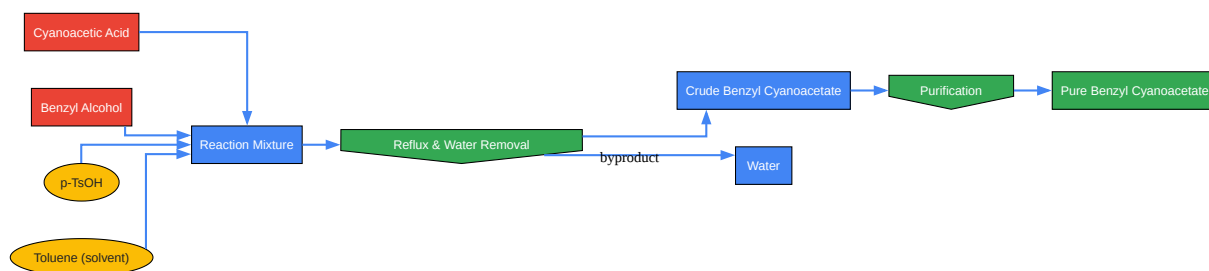 Cyanoacetic Acid
Benzyl Alcohol
p-TsOH
Toluene (solvent)
Reaction Mixture
Reflux & Water Removal
byproduct
Crude Benzyl Cyanoacetate
Water
Purification
Pure Benzyl Cyanoacetate